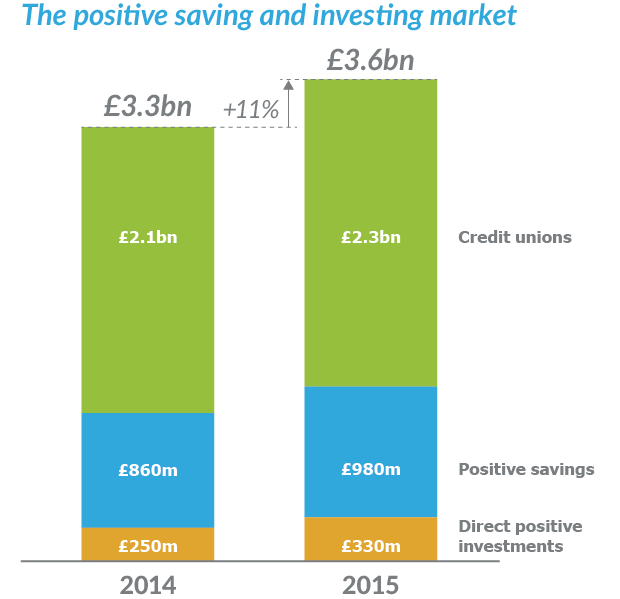 The positive saving and investing market
£3.6bn
£3.3bn
+11%
£2.1bn
£2.3bn
Credit unions
£860m
£980m
Positive savings
£250m
£330m
Direct positive
investments
2014
2015